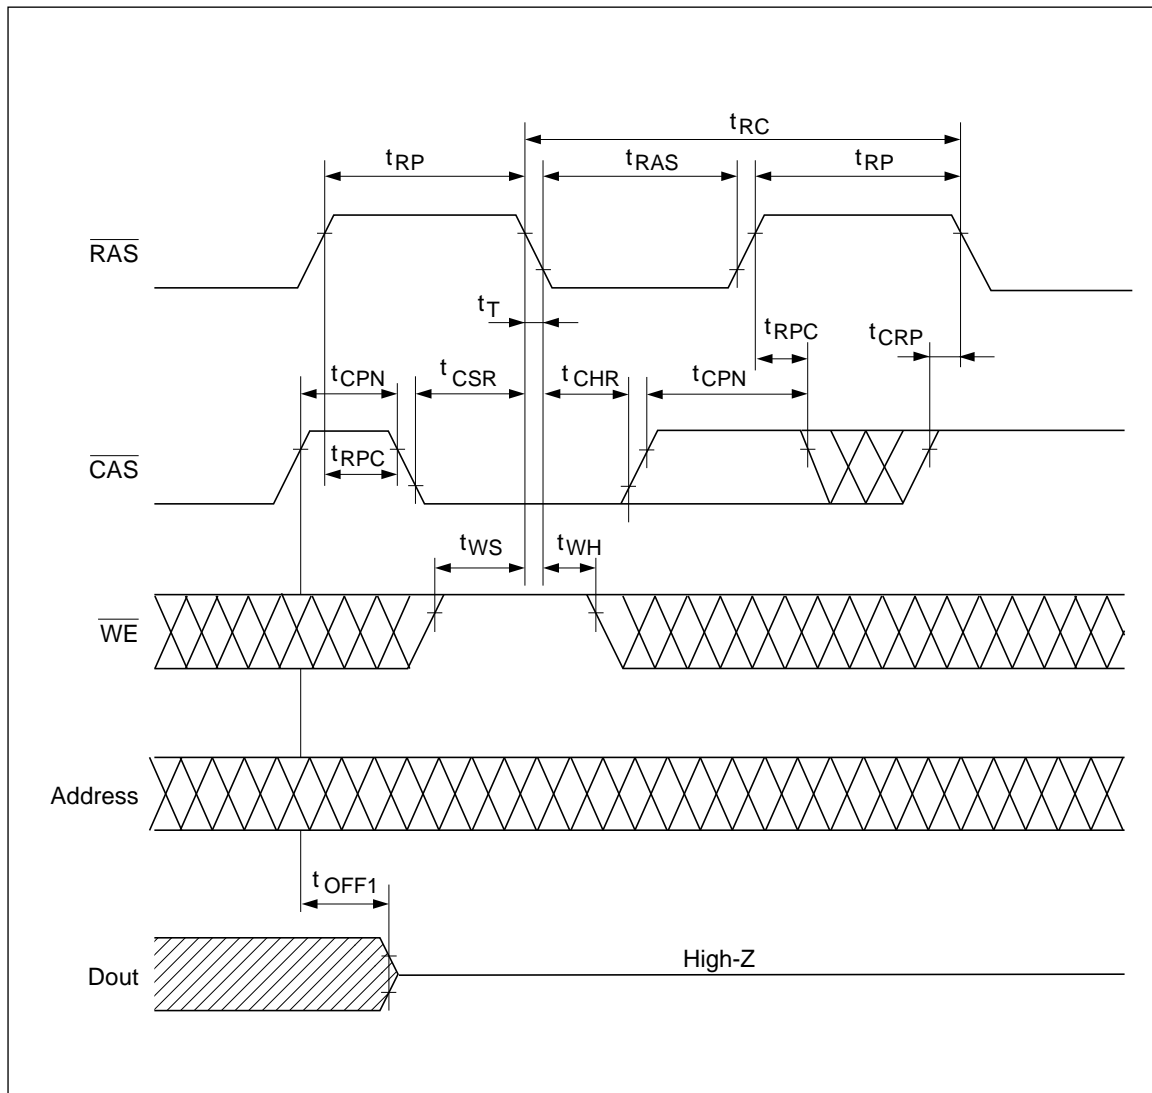 tRC
tRP
tRAS
tRP
RAS
tT
tRPC
tCRP
tCPN
tCSR
tCHR
tCPN
CAS
tRPC
tWS
tWH
WE
Address
tOFF1
Dout
High-Z